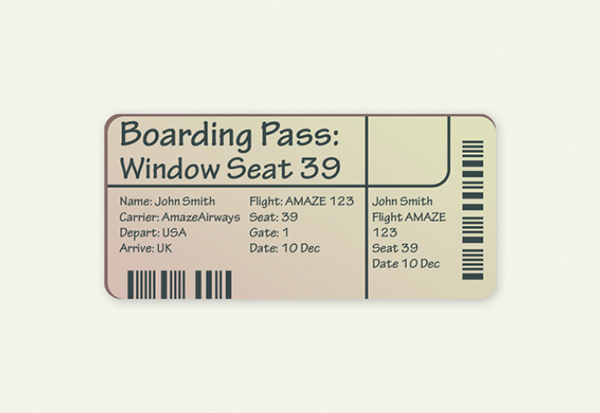 Boarding Pass:
Window Seat 39
Name: John Smith
Carrier: AmazeAirways
Depart: USA
Arrive: UK
Flight: AMAZE 123
Seat: 39
Gate: 1
Date: 10 Dec
John Smith
Flight AMAZE
123
Seat 39
Date 10 Dec